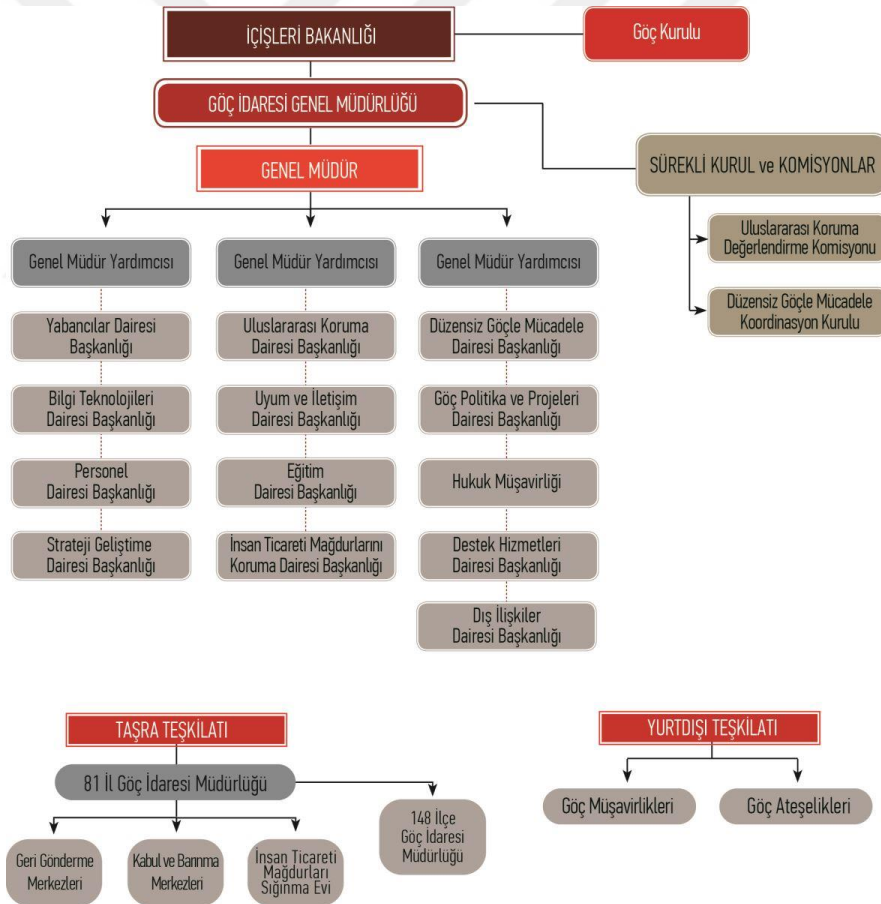 İÇİŞLERİ BAKANLIĞI
Göç Kurulu
GÖÇ İDARESİ GENEL MÜDÜRLÜĞÜ
GENEL MÜDÜR
SÜREKLİ KURUL ve KOMİSYONLAR
Uluslararası Koruma
Değerlendirme Komisyonu
Düzensiz Göçle Mücadele
Koordinasyon Kurulu
Genel Müdür Yardımcısı
Yabancılar Dairesi
Başkanlığı
Bilgi Teknolojileri
Dairesi Başkanlığı
Personel
Dairesi Başkanlığı
Strateji Geliştime
Dairesi Başkanlığı
Genel Müdür Yardımcısı
Uluslararası Koruma
Dairesi Başkanlığı
Uyum ve İletişim
Dairesi Başkanlığı
Eğitim
Dairesi Başkanlığı
İnsan Ticareti Mağdurlarını
Koruma Dairesi Başkanlığı
Genel Müdür Yardımcısı
Düzensiz Göçle Mücadele
Dairesi Başkanlığı
Göç Politika ve Projeleri
Dairesi Başkanlığı
Hukuk Müşavirliği
Destek Hizmetleri
Dairesi Başkanlığı
Dış İlişkiler
Dairesi Başkanlığı
TAŞRA TEŞKİLATI
81 İl Göç İdaresi Müdürlüğü
Geri Gönderme
Merkezleri
Kabul ve Barınma
Merkezleri
İnsan Ticareti
Mağdurları
Sığınma Evi
148 İlçe
Göç İdaresi
Müdürlüğü
YURTDIŞI TEŞKİLATI
Göç Müşavirlikleri
Göç Ateşelikleri